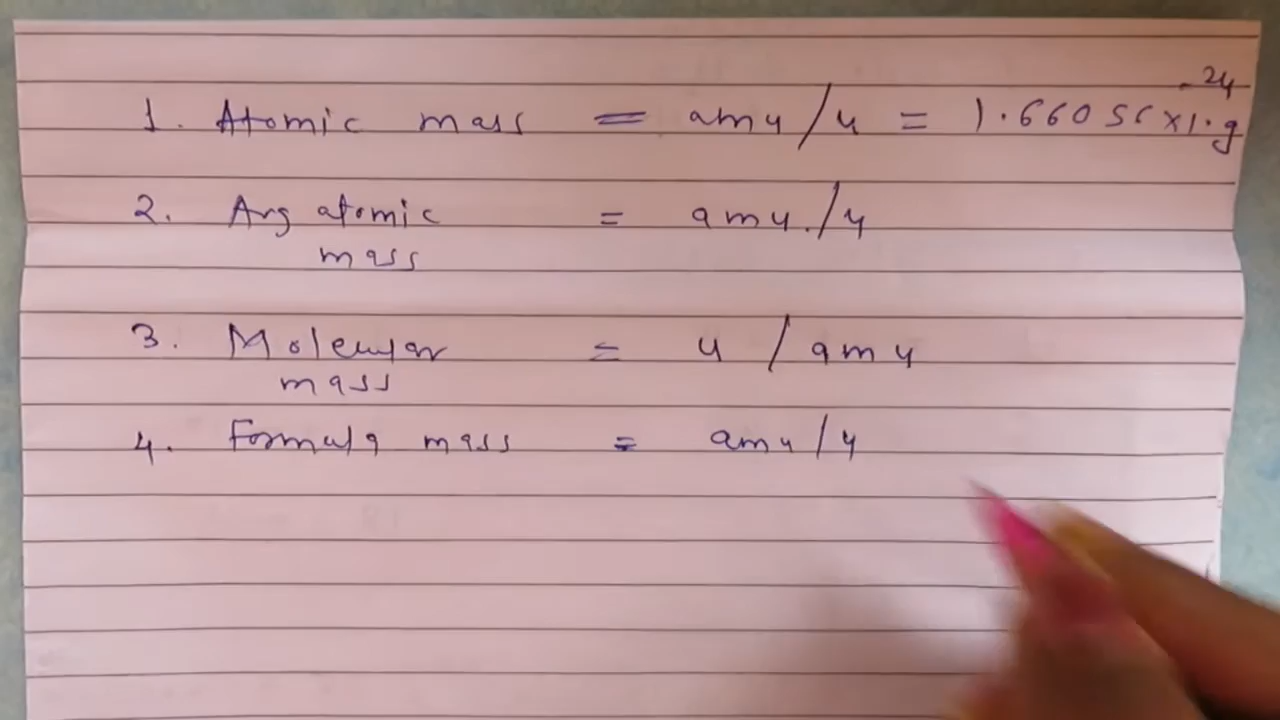 1. Atomic mass = amu/u = 1.66056 x1. g -24
2. Avg atomic = amu./u
mass
3. Molecular = u / amu
mass
4. Formula mass = amu/u